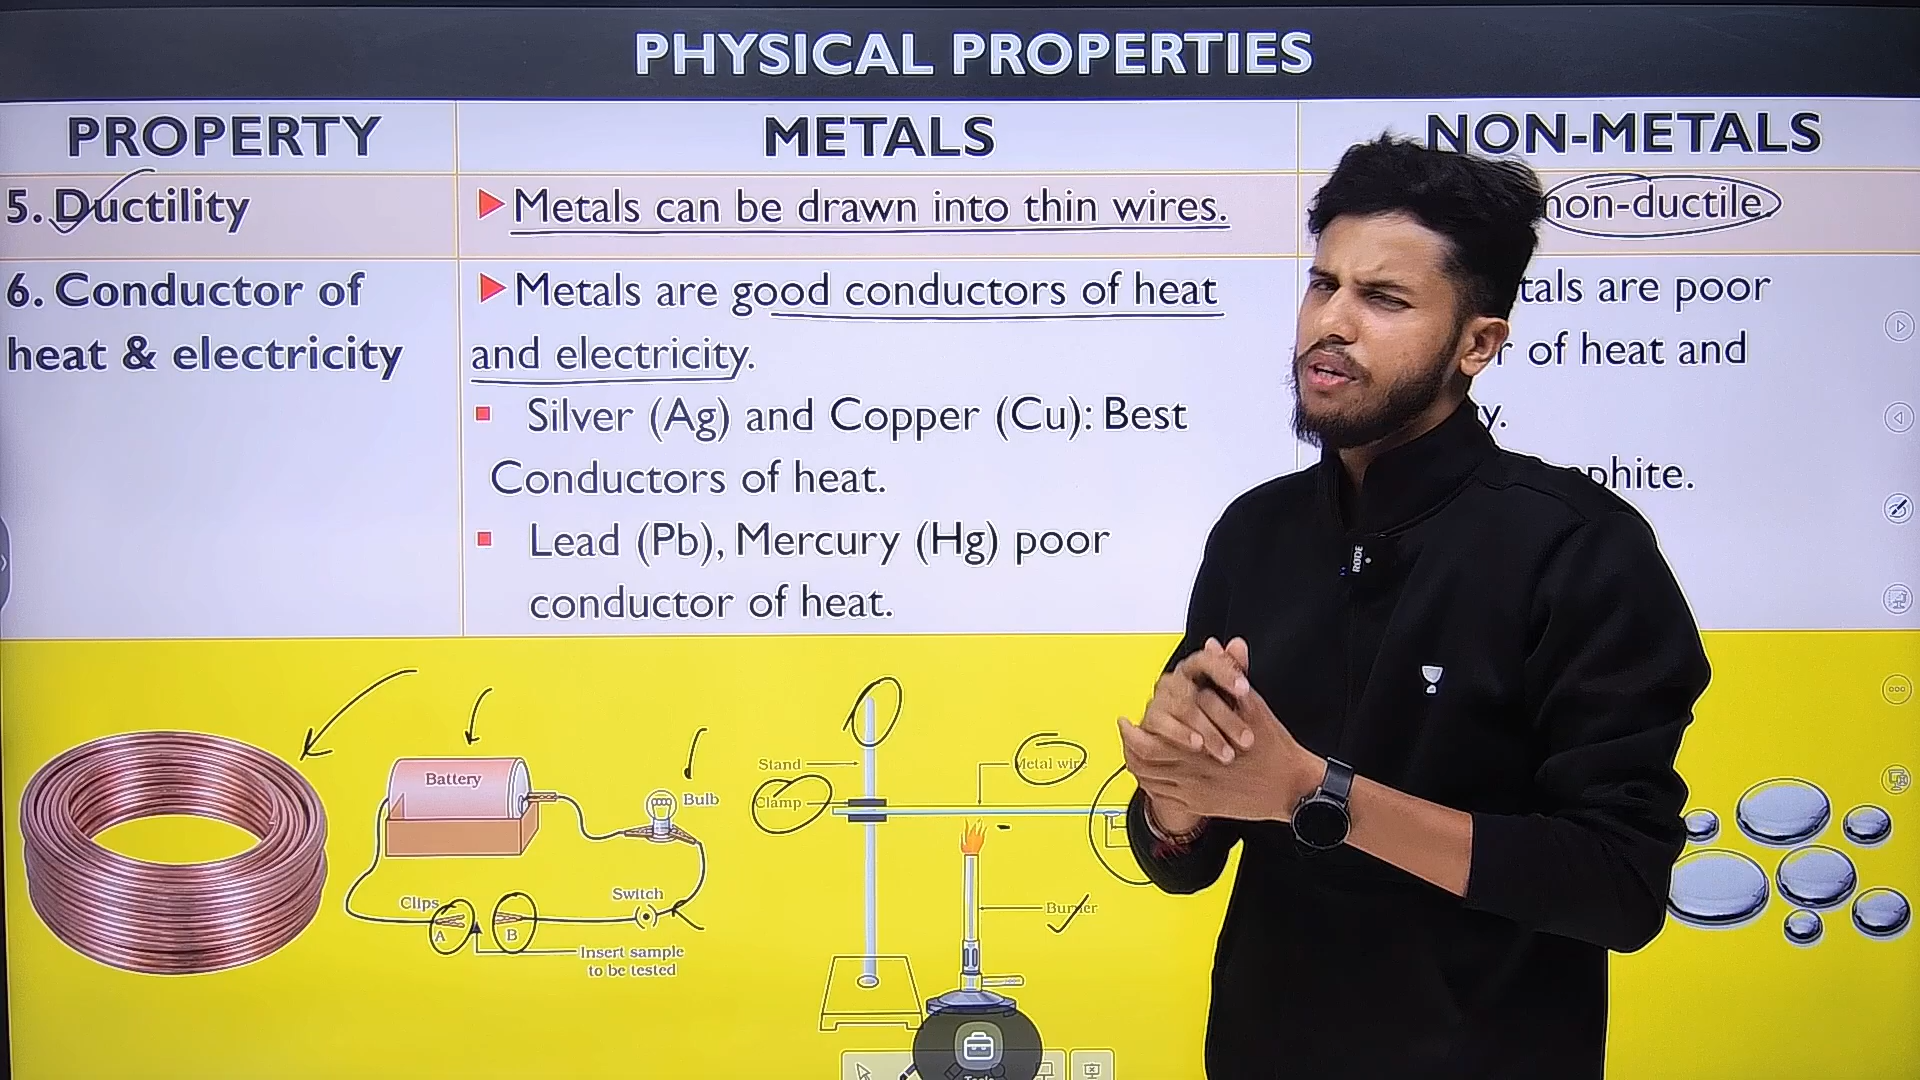 PHYSICAL PROPERTIES
PROPERTY
METALS
NON-METALS
5. Ductility
Metals can be drawn into thin wires.
non-ductile.
6. Conductor of
heat & electricity
Metals are good conductors of heat
and electricity.
Silver (Ag) and Copper (Cu): Best
Conductors of heat.
Lead (Pb), Mercury (Hg) poor
conductor of heat.
tals are poor
r of heat and
y.
phite.
RODE
Battery
Bulb
Clips
A
B
Switch
Insert sample
to be tested
Stand
Clamp
Metal wire
Burner